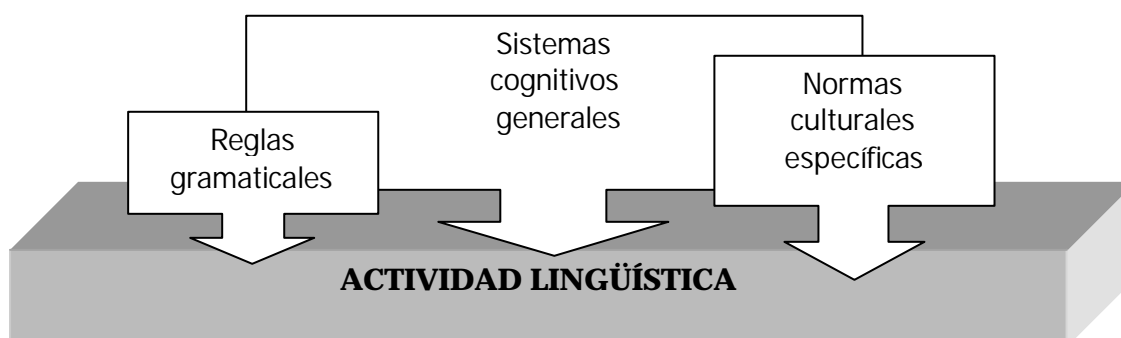 Sistemas
cognitivos
generales
Reglas
gramaticales
Normas
culturales
específicas
ACTIVIDAD LINGÜÍSTICA